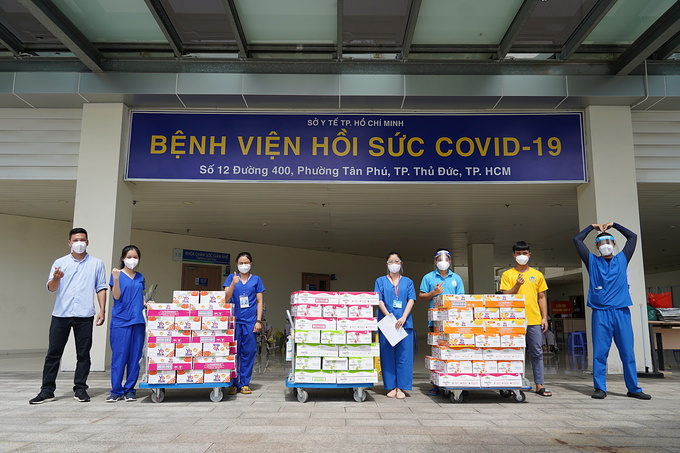 SỞ Y TẾ TP. HỒ CHÍ MINH
BỆNH VIỆN HỒI SỨC COVID-19
Số 12 Đường 400, Phường Tân Phú, TP. Thủ Đức, TP. HCM